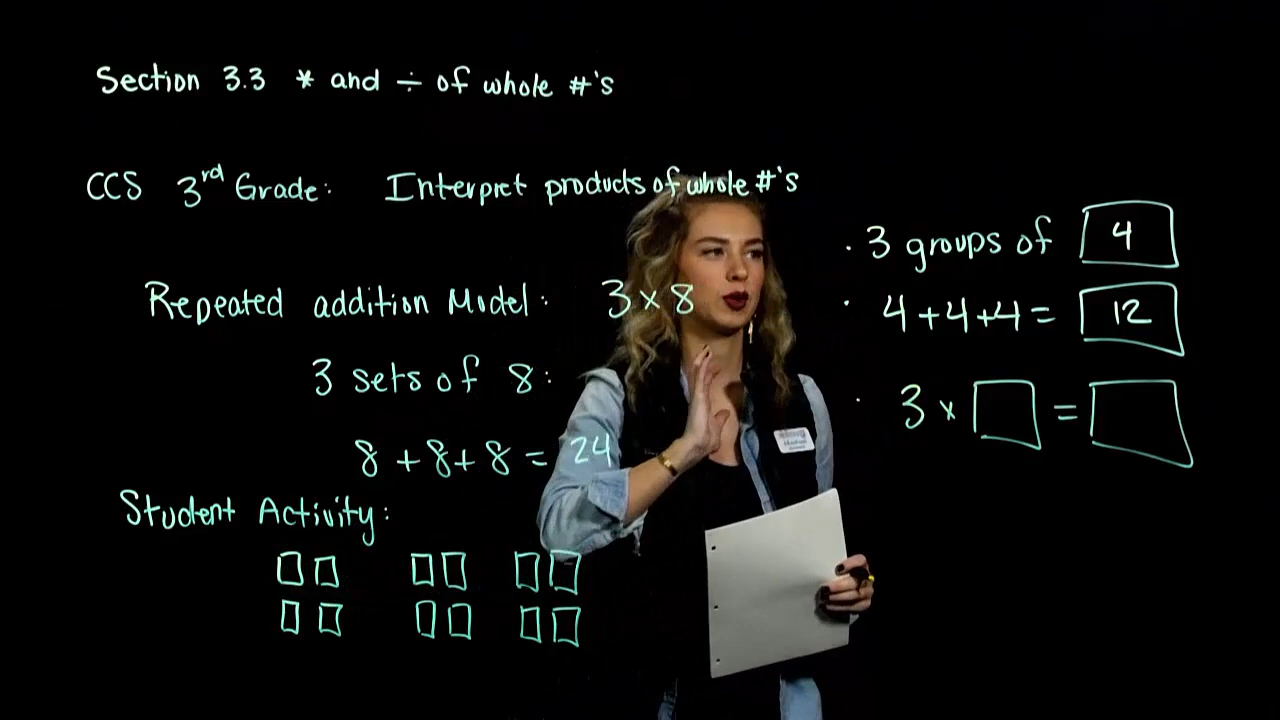 Section 3.3 * and ÷ of whole #'s
CCS 3rd Grade: Interpret products of whole #'s
Repeated addition Model: 3 × 8
3 sets of 8:
8 + 8 + 8 = 24
Student Activity:
· 3 groups of 4
· 4 + 4 + 4 = 12
· 3 × □ = □